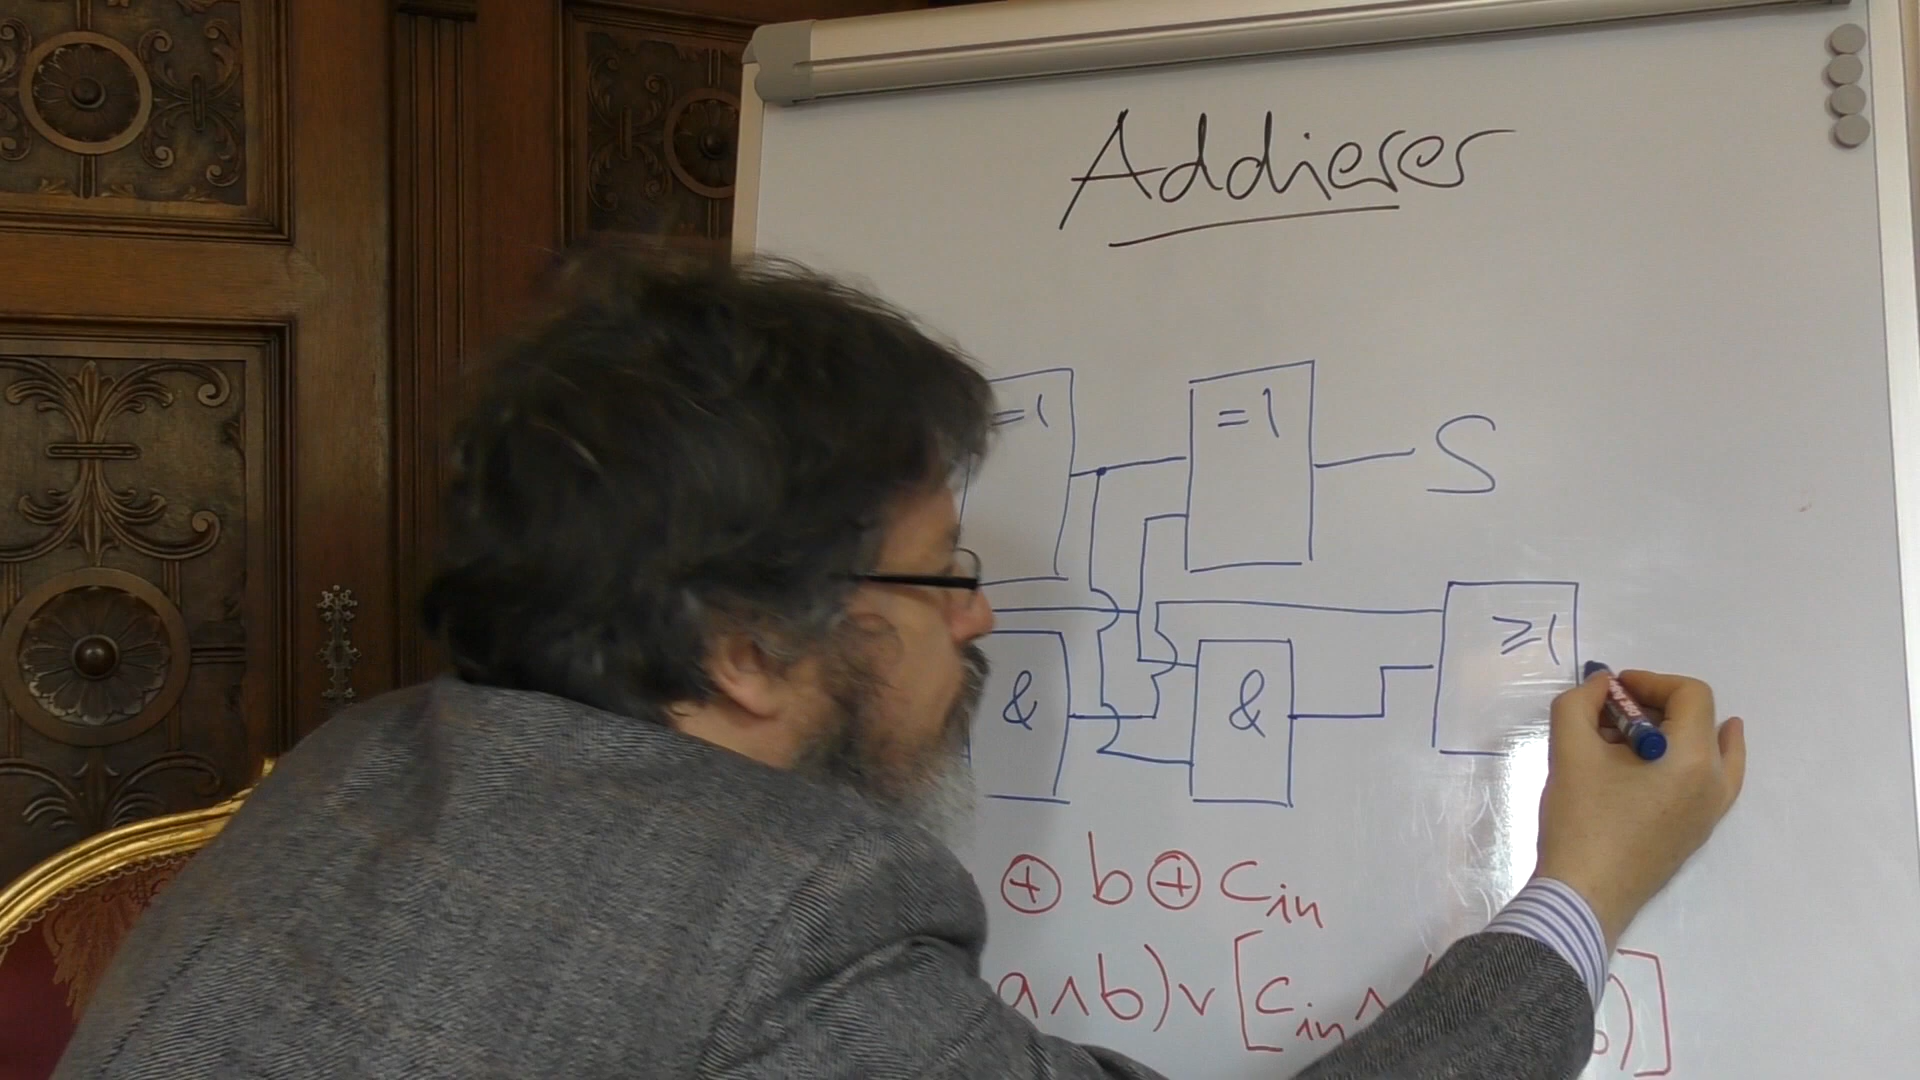 Addierer
=1 =1 S
≥1
& &
⊕ b ⊕ c_in
a∧b)∨[c_in∧ )]